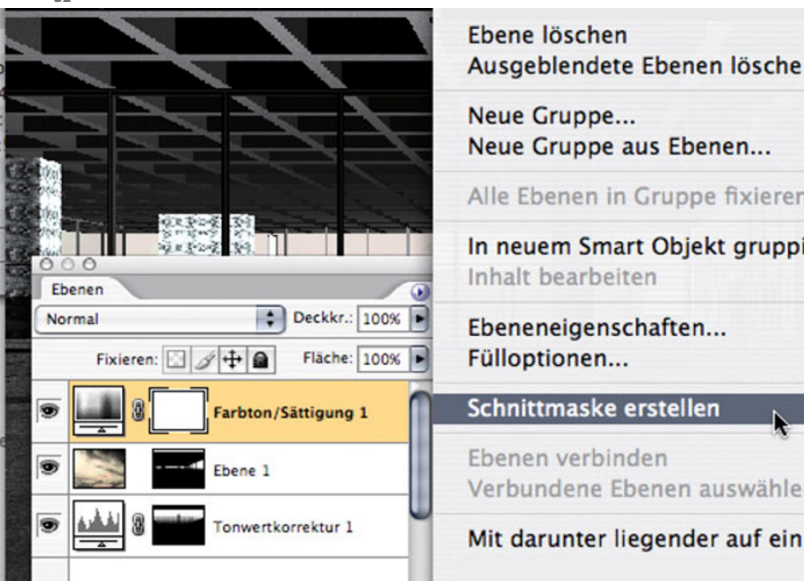 Ebene löschen
Ausgeblendete Ebenen lösche
Neue Gruppe...
Neue Gruppe aus Ebenen...
Alle Ebenen in Gruppe fixieren
In neuem Smart Objekt gruppi
Inhalt bearbeiten
Ebeneneigenschaften...
Fülloptionen...
Schnittmaske erstellen
Ebenen verbinden
Verbundene Ebenen auswähle
Mit darunter liegender auf ein
Ebenen
Normal Deckkr.: 100%
Fixieren: Fläche: 100%
Farbton/Sättigung 1
Ebene 1
Tonwertkorrektur 1